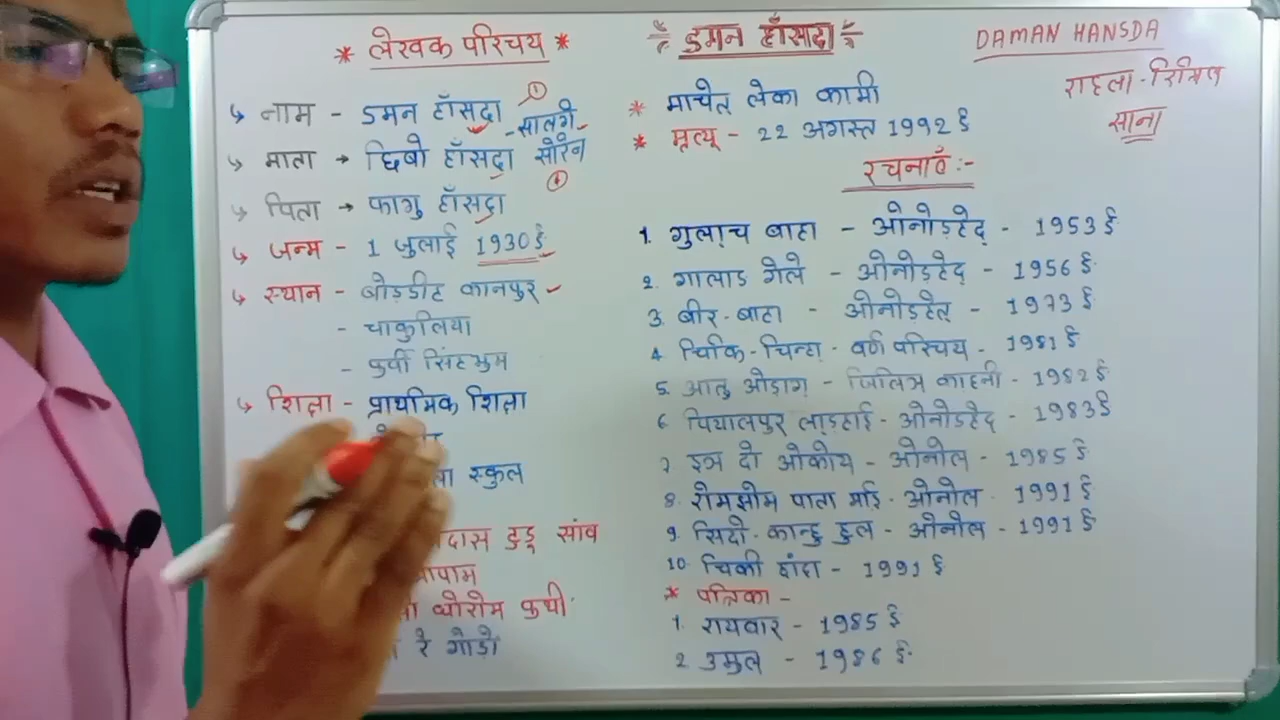 * लेखक परिचय *
↳ नाम - डमन हाँसदा ①
- सालगे
↳ माता → छिबो हाँसदा सोरेन
↳ पिता → फागु हाँसदा
↳ जन्म - 1 जुलाई 1930 ई
↳ स्थान - बोड़डीह कानपुर
- चाकुलिया
- पुर्वी सिंहभुम
↳ शिक्षा - प्राथमिक शिक्षा
स्कुल
दास टुडू सांव
रे गोड़ो
डमन हाँसदा
DAMAN HANSDA
* माचेत् लेका कामी
* मृत्यू - 22 अगस्त 1992 ई
साना
रचनाएँ :-
1. गुलाच बाहा - ओनोड़हेद् - 1953 ई
2. गालाङ गेले - ओनोड़हेद् - 1956 ई
3. बीर-बाहा - ओनोड़हेत् - 1973 ई
4. चिकि-चिन्हा - वर्ण परिचय - 1981 ई
5. आतु ओड़ाग् - काहनी - 1982 ई
6. पियालपुर लाड़हाई - ओनोड़हेद् - 1983 ई
7. इञ दो ओकोय - ओनोल - 1985 ई
8. रोमझोम पाता - ओनोल - 1991 ई
9. सिदो-कान्हु हुल - ओनोल - 1991 ई
10. चिकी - 1991 ई
* पत्रिका -
1. रायबार - 1985 ई
2. उमुल - 1986 ई